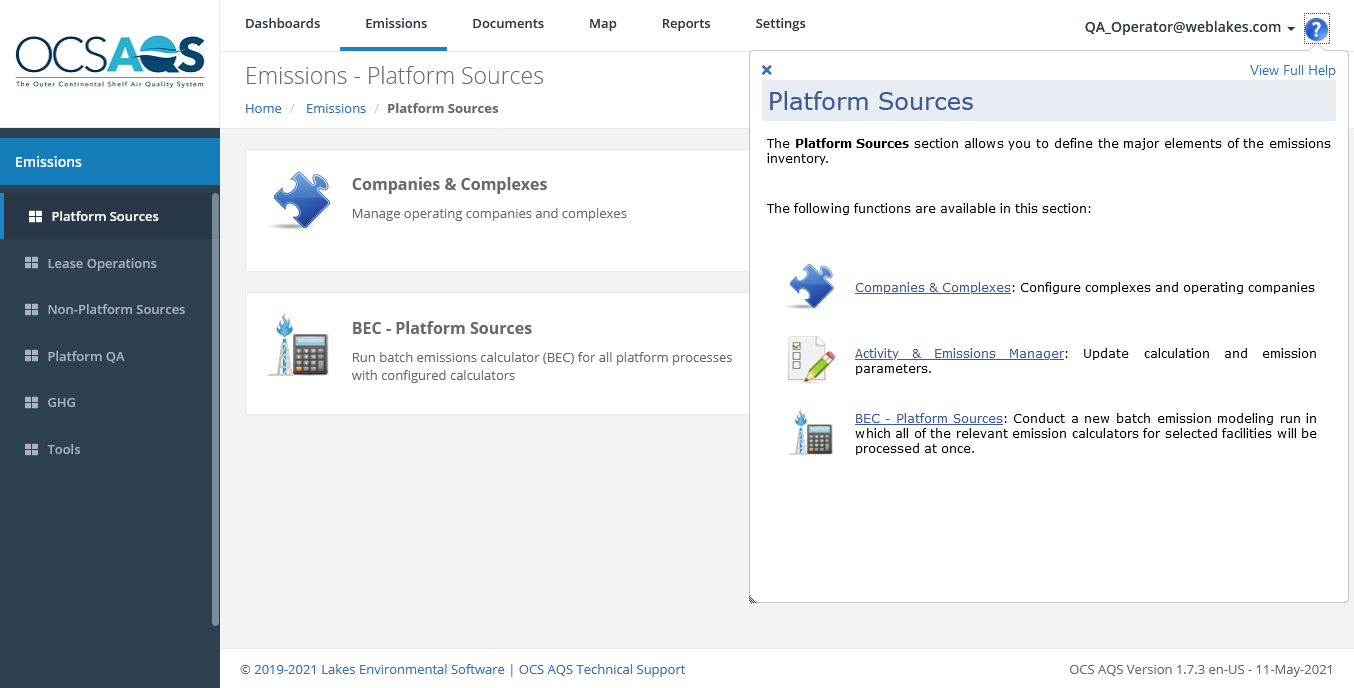 OCSAQS
The Outer Continental Shelf Air Quality System
Dashboards
Emissions
Documents
Map
Reports
Settings
QA_Operator@weblakes.com
?
Emissions - Platform Sources
Home / Emissions / Platform Sources
Emissions
Platform Sources
Lease Operations
Non-Platform Sources
Platform QA
GHG
Tools
Companies & Complexes
Manage operating companies and complexes
BEC - Platform Sources
Run batch emissions calculator (BEC) for all platform processes
with configured calculators
View Full Help
Platform Sources
The Platform Sources section allows you to define the major elements of the emissions
inventory.
The following functions are available in this section:
Companies & Complexes: Configure complexes and operating companies
Activity & Emissions Manager: Update calculation and emission
parameters.
BEC - Platform Sources: Conduct a new batch emission modeling run in
which all of the relevant emission calculators for selected facilities will be
processed at once.
© 2019-2021 Lakes Environmental Software | OCS AQS Technical Support
OCS AQS Version 1.7.3 en-US - 11-May-2021